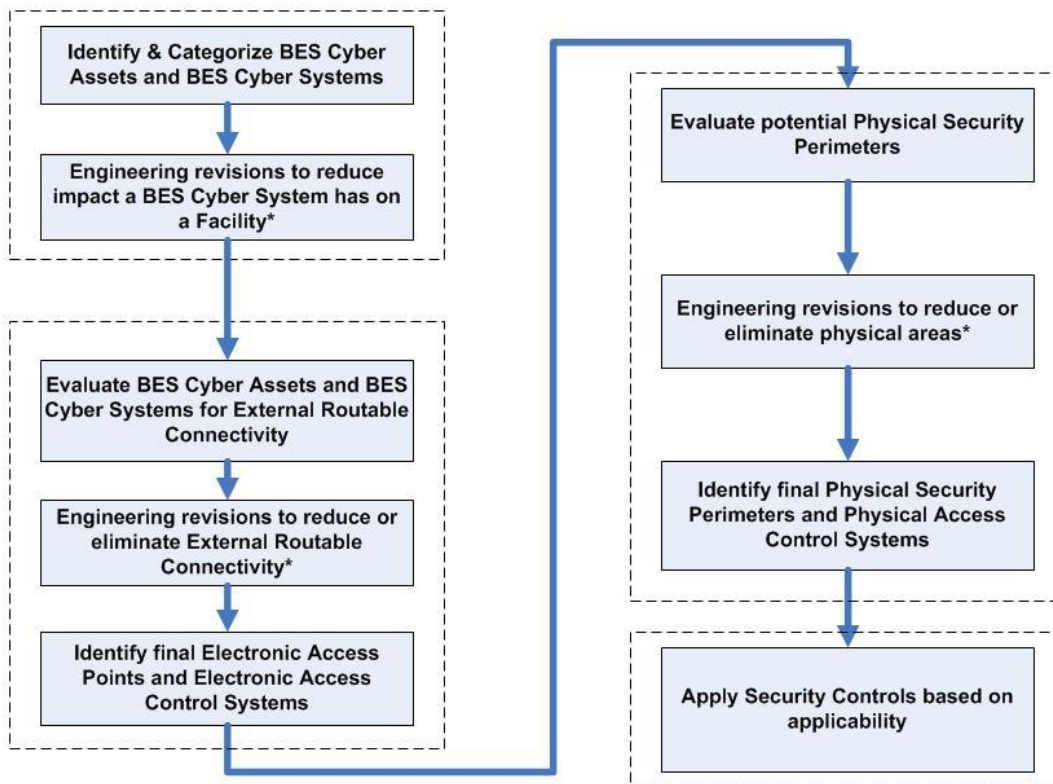 Identify & Categorize BES Cyber
Assets and BES Cyber Systems
Engineering revisions to reduce
impact a BES Cyber System has on
a Facility*
Evaluate BES Cyber Assets and BES
Cyber Systems for External Routable
Connectivity
Engineering revisions to reduce or
eliminate External Routable
Connectivity*
Identify final Electronic Access
Points and Electronic Access
Control Systems
Evaluate potential Physical Security
Perimeters
Engineering revisions to reduce or
eliminate physical areas*
Identify final Physical Security
Perimeters and Physical Access
Control Systems
Apply Security Controls based on
applicability